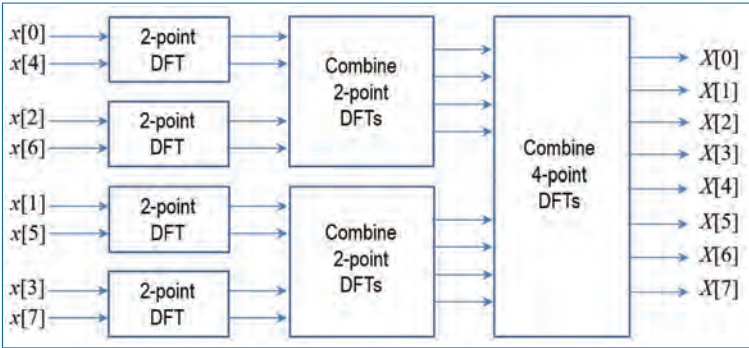 x[0]
x[4]
2-point
DFT
x[2]
x[6]
2-point
DFT
Combine
2-point
DFTs
x[1]
x[5]
2-point
DFT
x[3]
x[7]
2-point
DFT
Combine
2-point
DFTs
Combine
4-point
DFTs
X[0]
X[1]
X[2]
X[3]
X[4]
X[5]
X[6]
X[7]